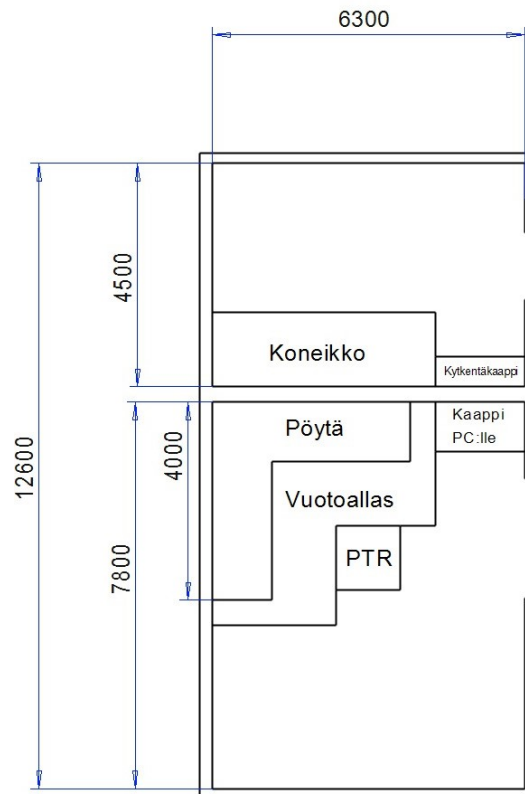 6300
4500
Koneikko
Kytkentäkaappi
12600
7800
4000
Pöytä
Kaappi
PC:lle
Vuotoallas
PTR